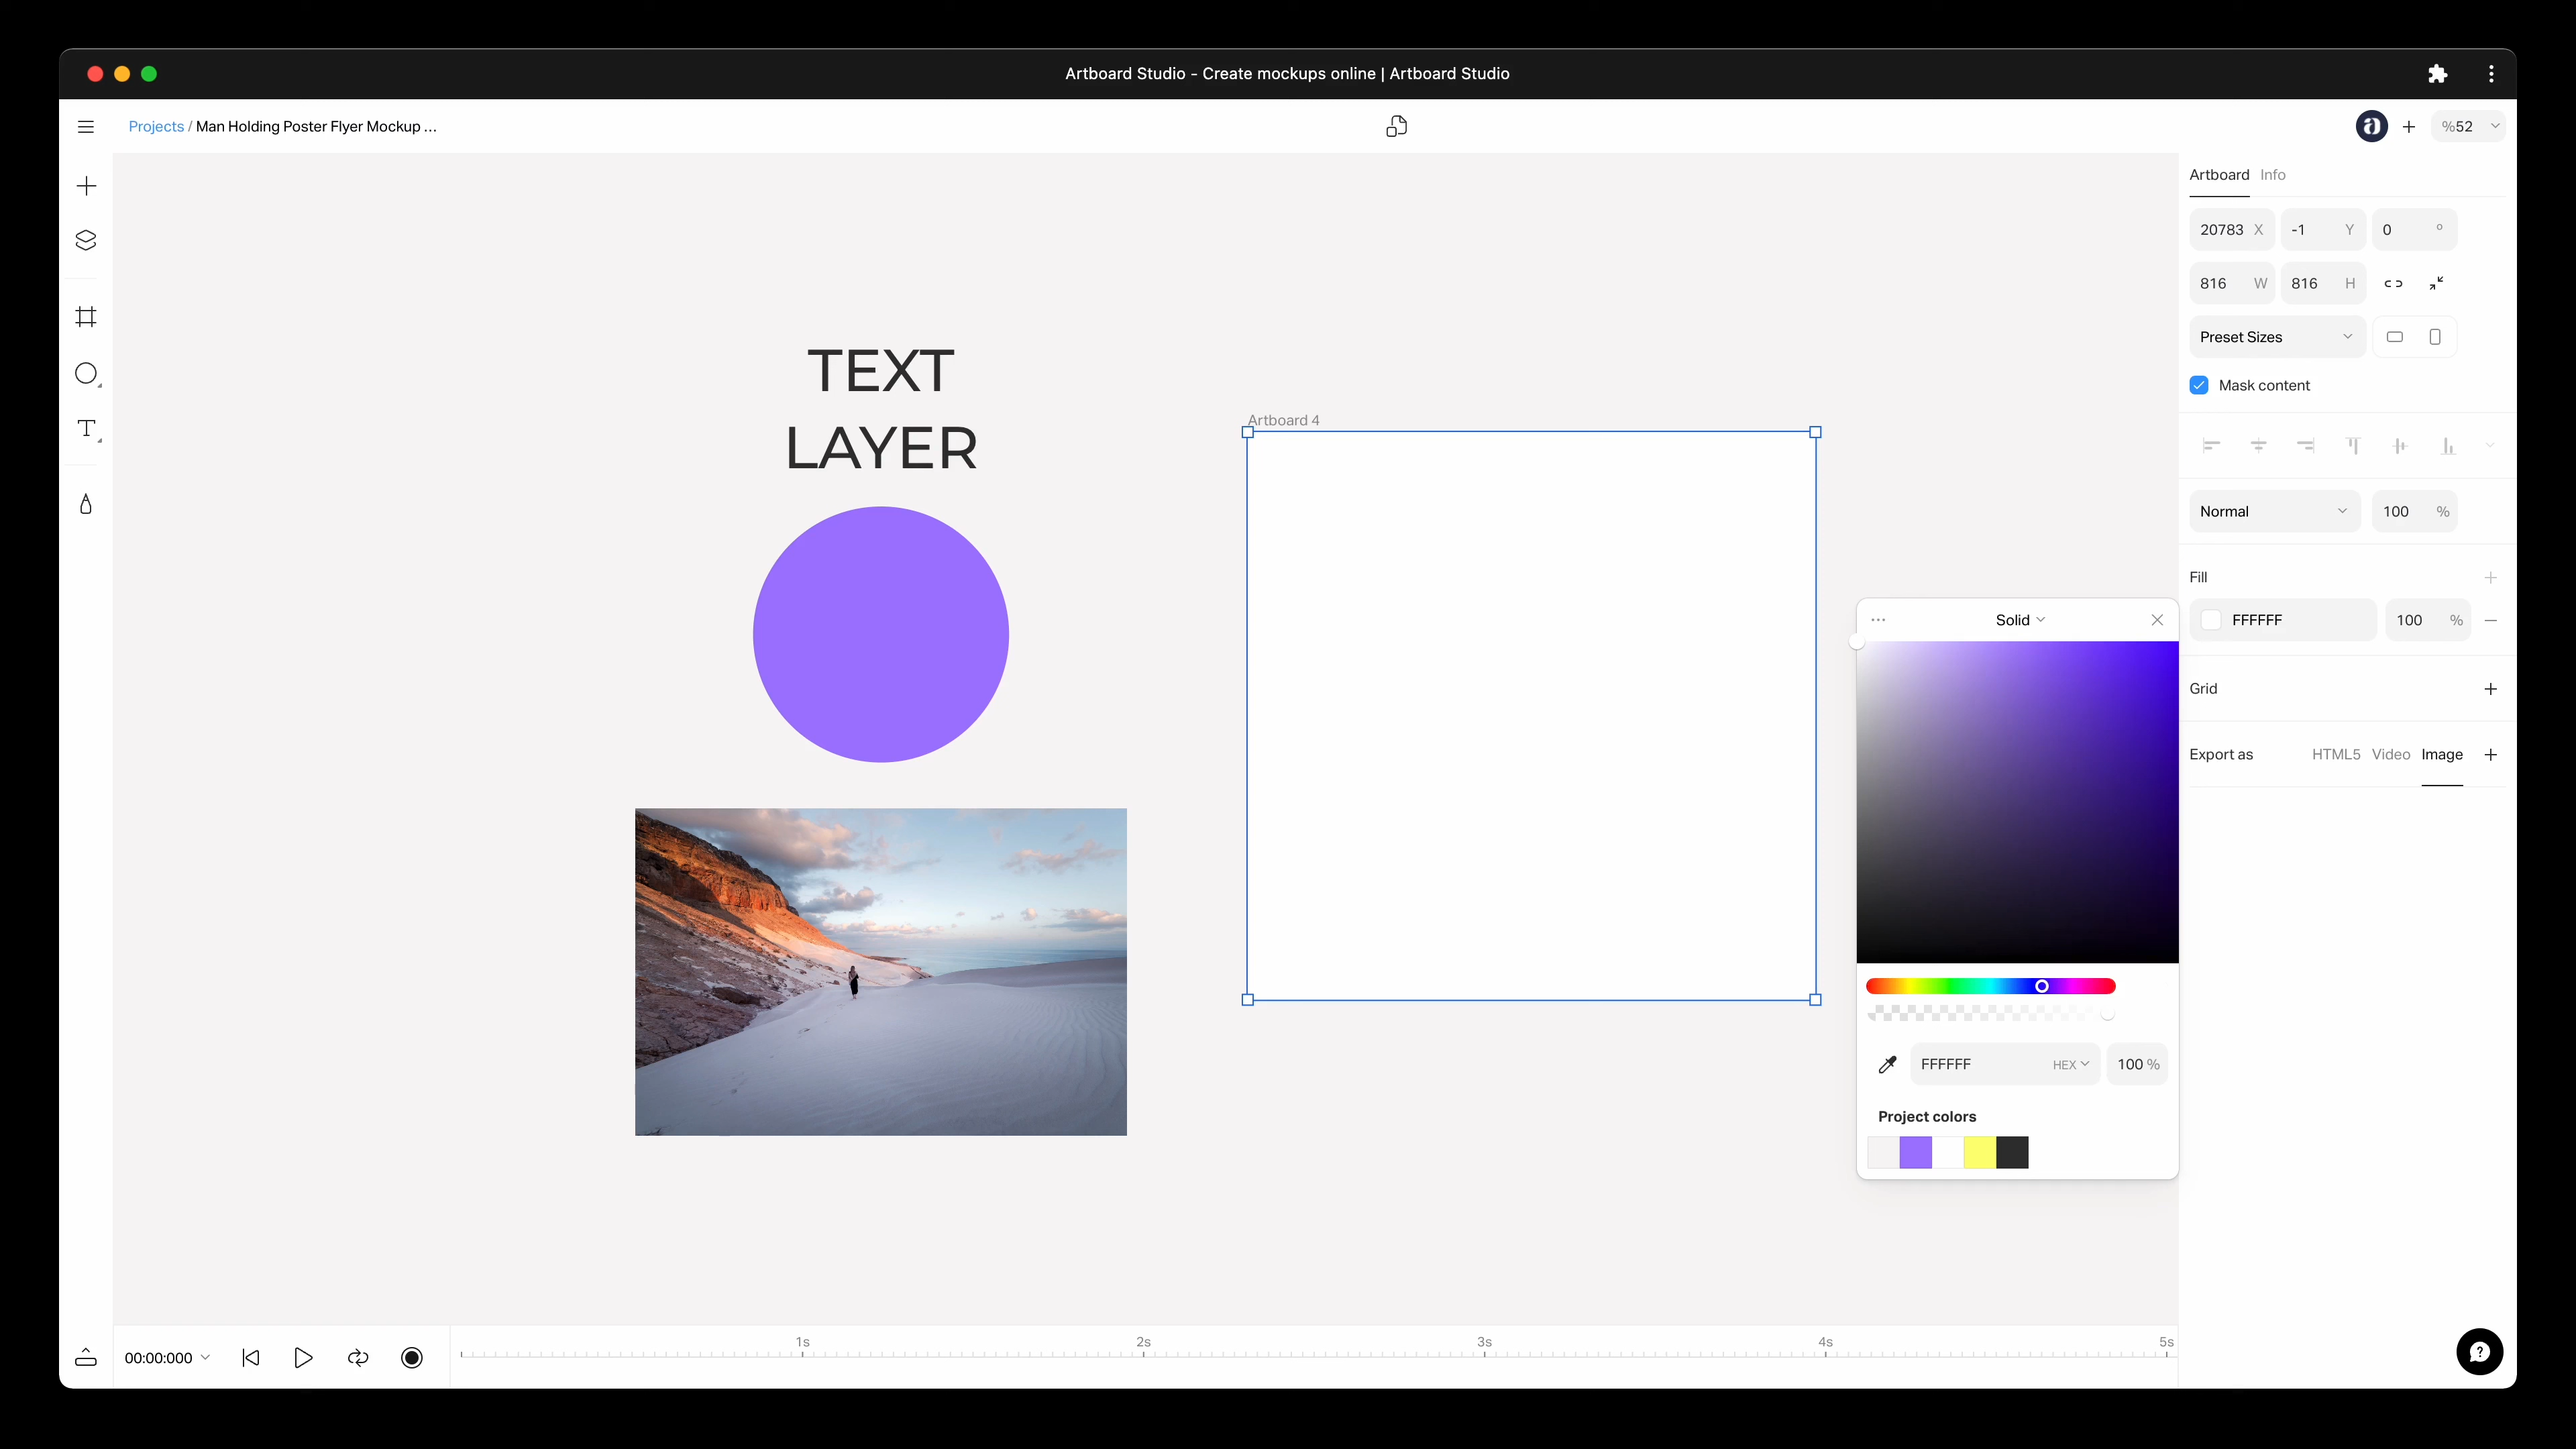 Artboard Studio - Create mockups online | Artboard Studio
Projects / Man Holding Poster Flyer Mockup ...
%52
Artboard Info
20783 X -1 Y 0 °
816 W 816 H
Preset Sizes
Mask content
Normal 100 %
Fill
FFFFFF 100 %
Grid
Export as HTML5 Video Image
TEXT
LAYER
Artboard 4
Solid
FFFFFF HEX 100 %
Project colors
00:00:000
1s 2s 3s 4s 5s